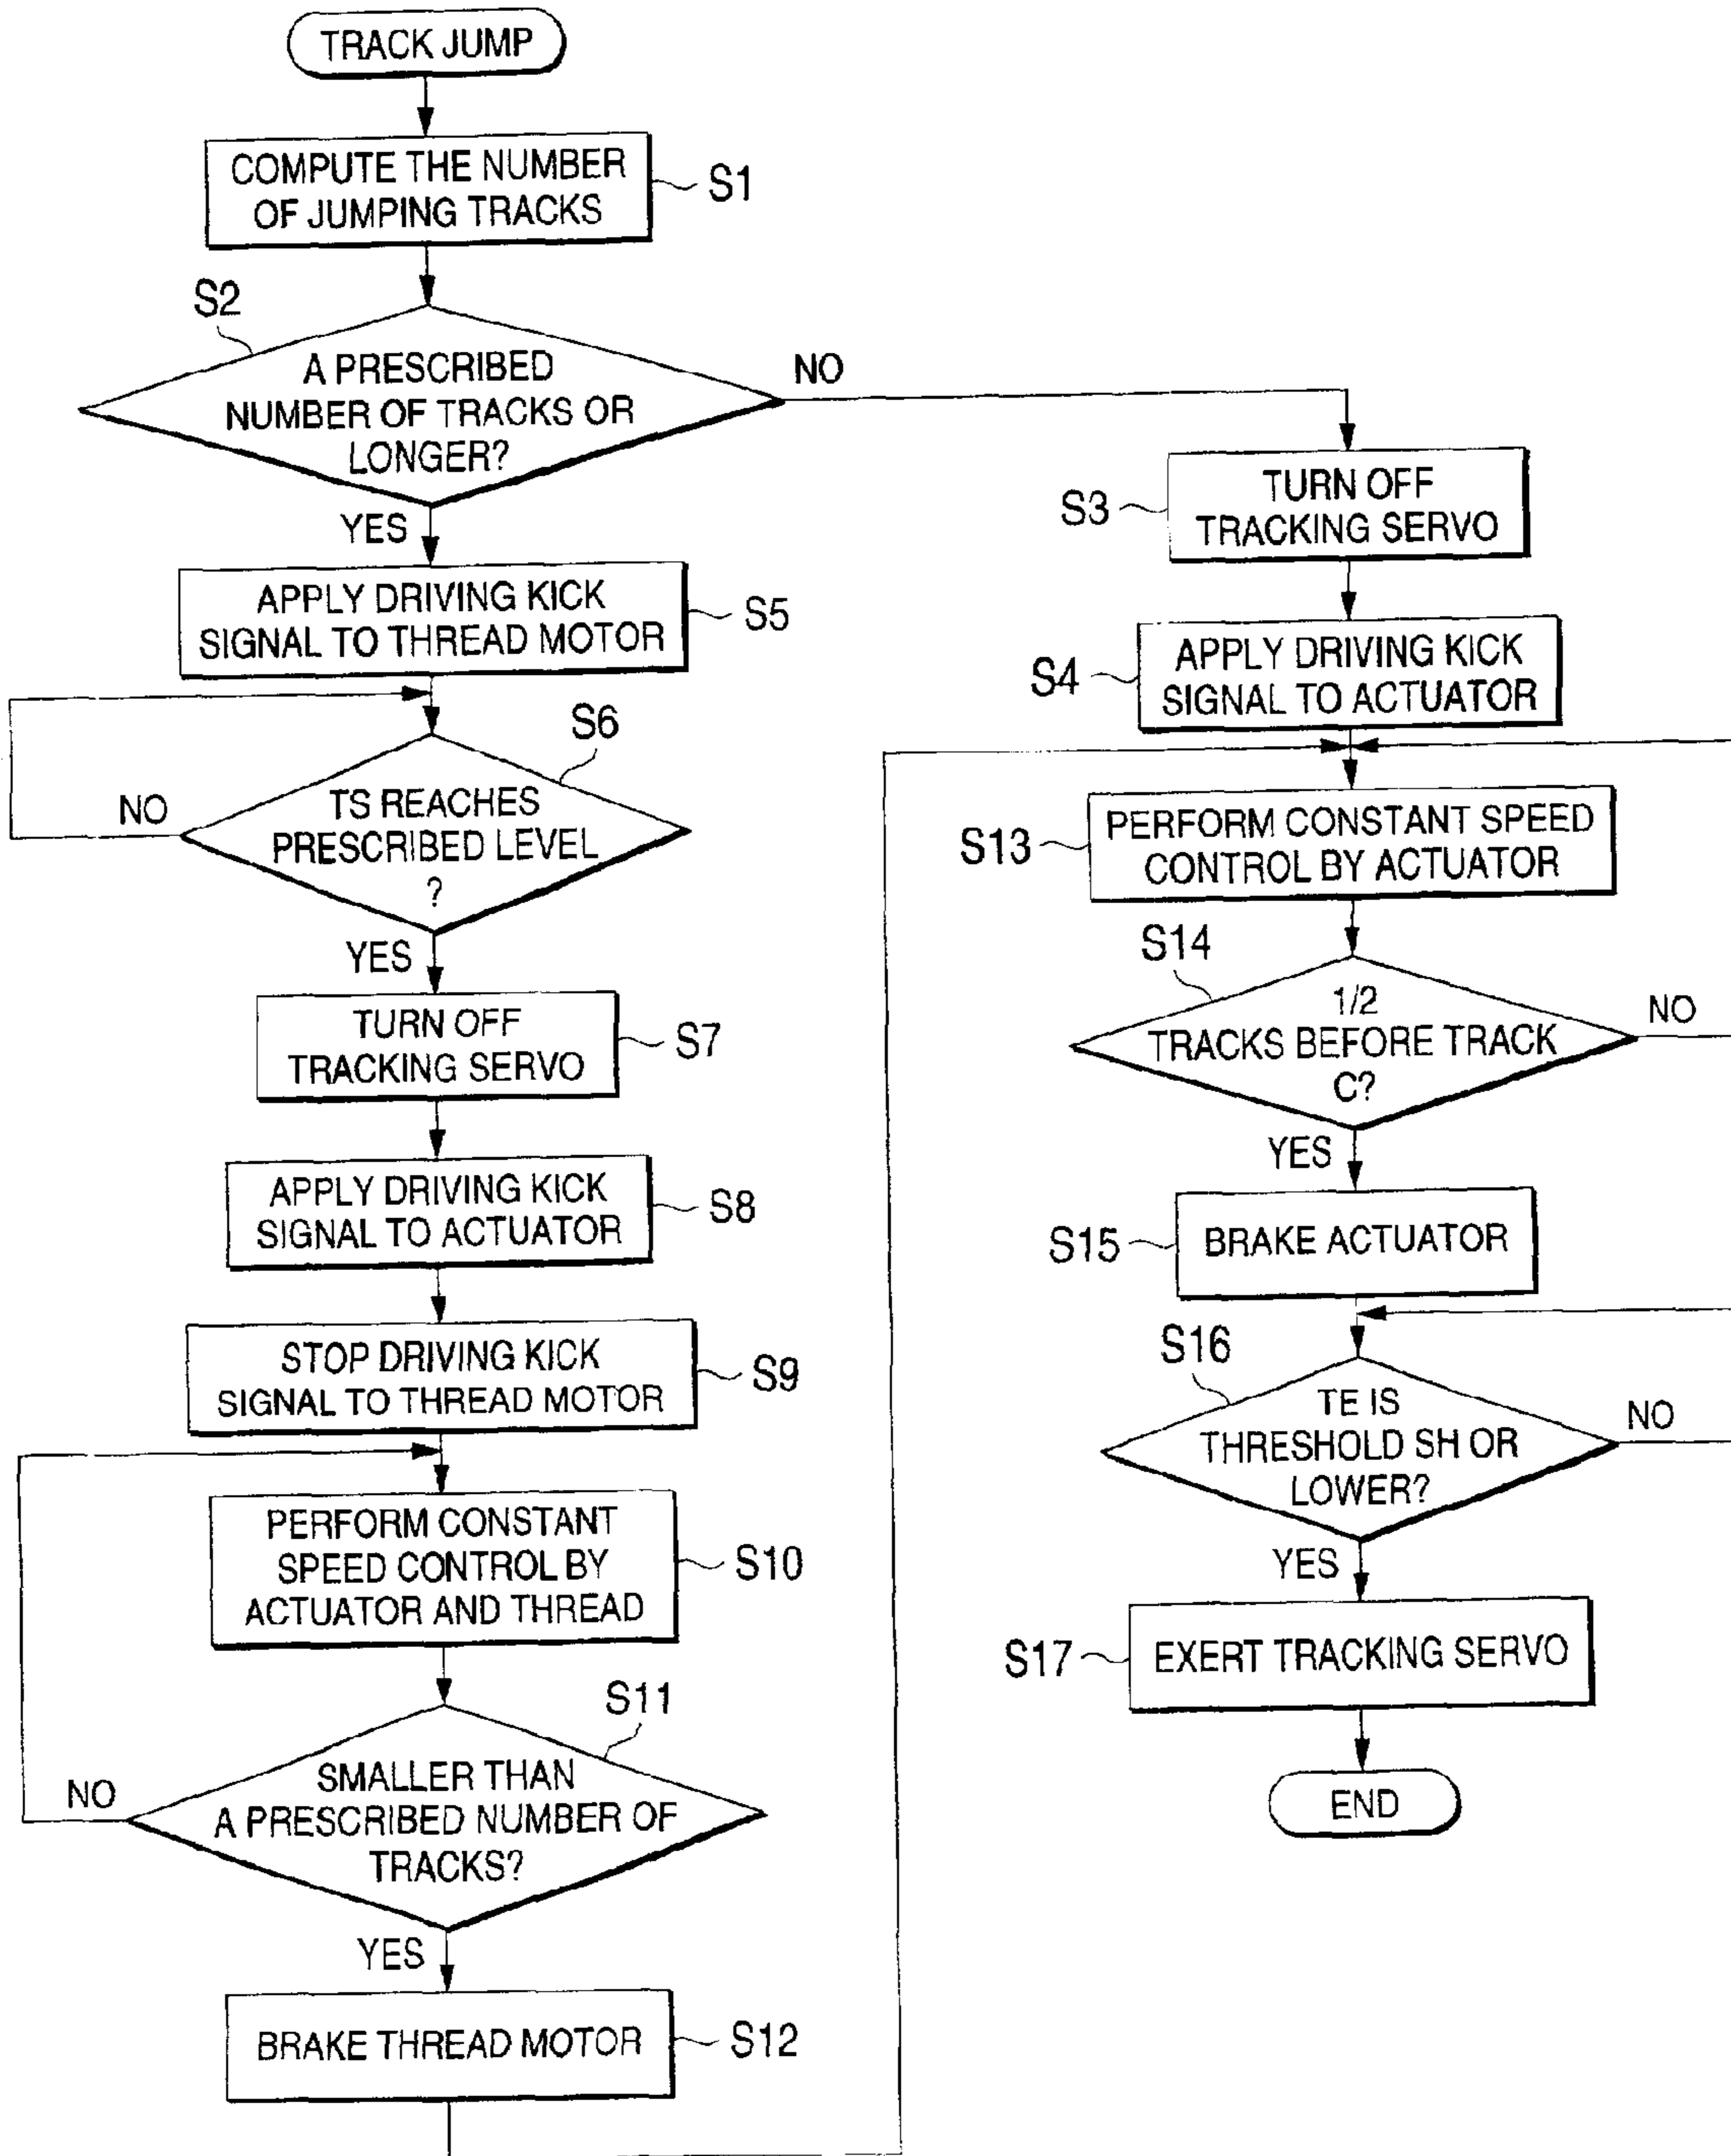 TRACK JUMP
COMPUTE THE NUMBER
OF JUMPING TRACKS
S1
S2
A PRESCRIBED
NUMBER OF TRACKS OR
LONGER?
NO
YES
APPLY DRIVING KICK
SIGNAL TO THREAD MOTOR
S5
S6
TS REACHES
PRESCRIBED LEVEL
?
NO
YES
TURN OFF
TRACKING SERVO
S7
APPLY DRIVING KICK
SIGNAL TO ACTUATOR
S8
STOP DRIVING KICK
SIGNAL TO THREAD MOTOR
S9
PERFORM CONSTANT
SPEED CONTROL BY
ACTUATOR AND THREAD
S10
S11
SMALLER THAN
A PRESCRIBED NUMBER OF
TRACKS?
NO
YES
BRAKE THREAD MOTOR
S12
S3
TURN OFF
TRACKING SERVO
S4
APPLY DRIVING KICK
SIGNAL TO ACTUATOR
S13
PERFORM CONSTANT SPEED
CONTROL BY ACTUATOR
S14
1/2
TRACKS BEFORE TRACK
C?
NO
YES
S15
BRAKE ACTUATOR
S16
TE IS
THRESHOLD SH OR
LOWER?
NO
YES
S17
EXERT TRACKING SERVO
END